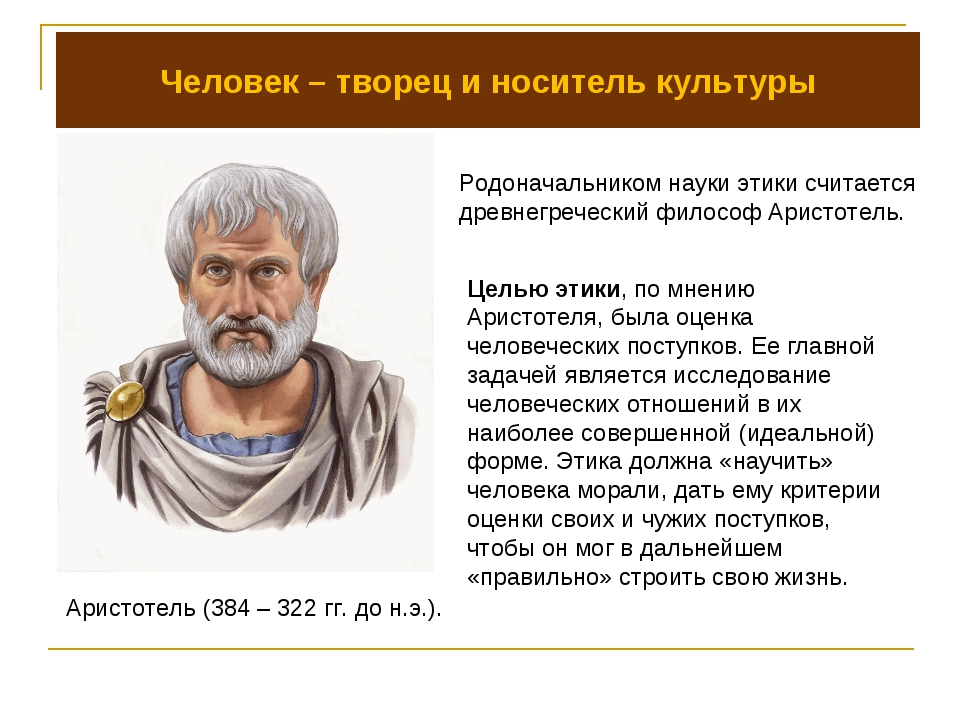 Человек – творец и носитель культуры
Родоначальником науки этики считается
древнегреческий философ Аристотель.
Целью этики, по мнению
Аристотеля, была оценка
человеческих поступков. Ее главной
задачей является исследование
человеческих отношений в их
наиболее совершенной (идеальной)
форме. Этика должна «научить»
человека морали, дать ему критерии
оценки своих и чужих поступков,
чтобы он мог в дальнейшем
«правильно» строить свою жизнь.
Аристотель (384 – 322 гг. до н.э.).